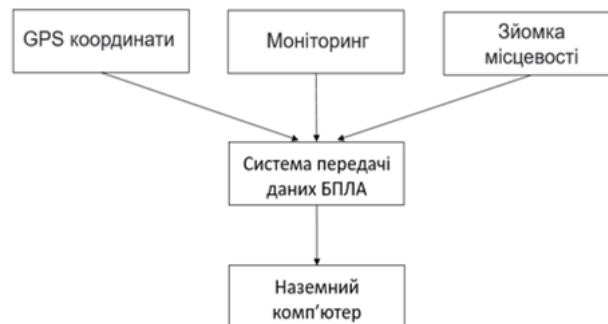 GPS координати
Моніторинг
Зйомка
місцевості
Система передачі
даних БПЛА
Наземний
комп’ютер